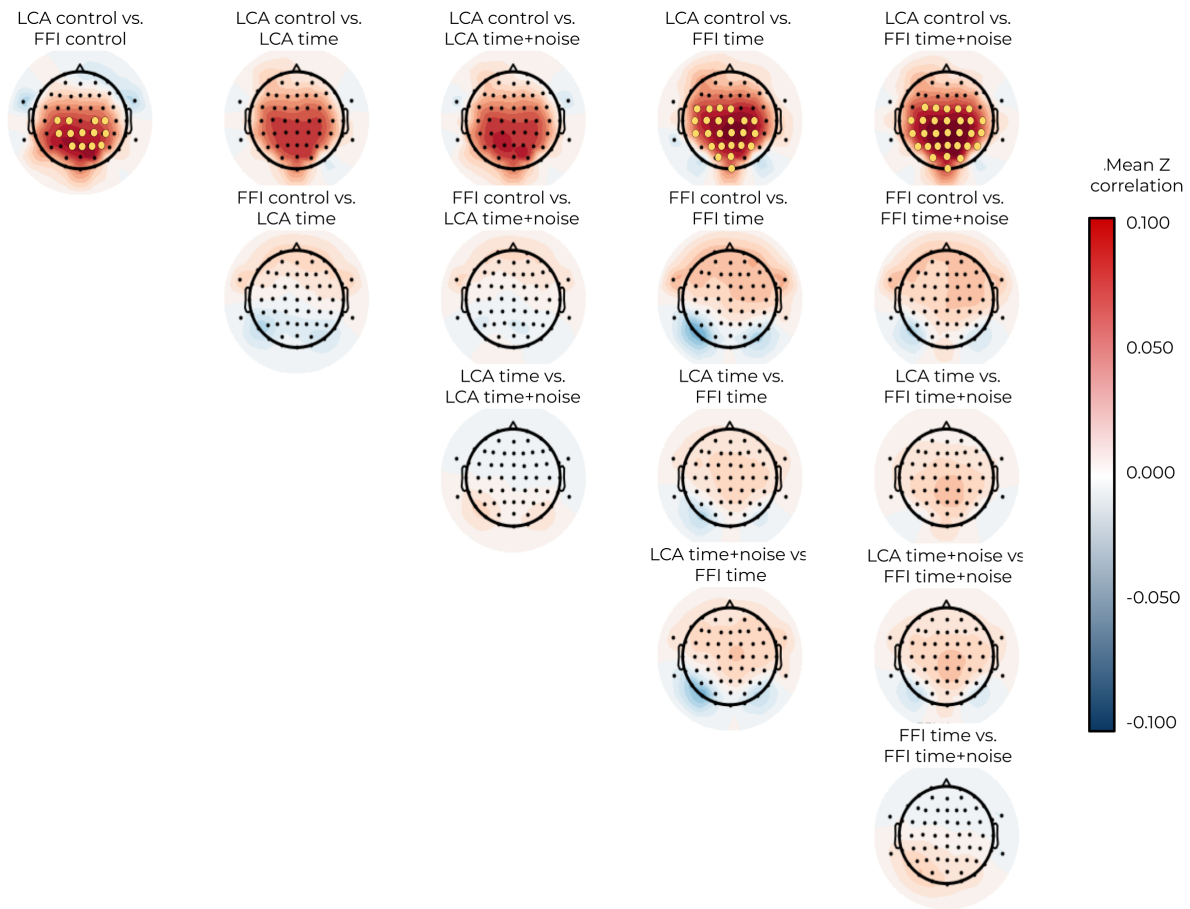 LCA control vs.
FFI control
LCA control vs.
LCA time
LCA control vs.
LCA time+noise
LCA control vs.
FFI time
LCA control vs.
FFI time+noise
FFI control vs.
LCA time
FFI control vs.
LCA time+noise
FFI control vs.
FFI time
FFI control vs.
FFI time+noise
LCA time vs.
LCA time+noise
LCA time vs.
FFI time
LCA time vs.
FFI time+noise
LCA time+noise vs
FFI time
LCA time+noise vs
FFI time+noise
FFI time vs.
FFI time+noise
.Mean Z
correlation
0.100
0.050
0.000
-0.050
-0.100